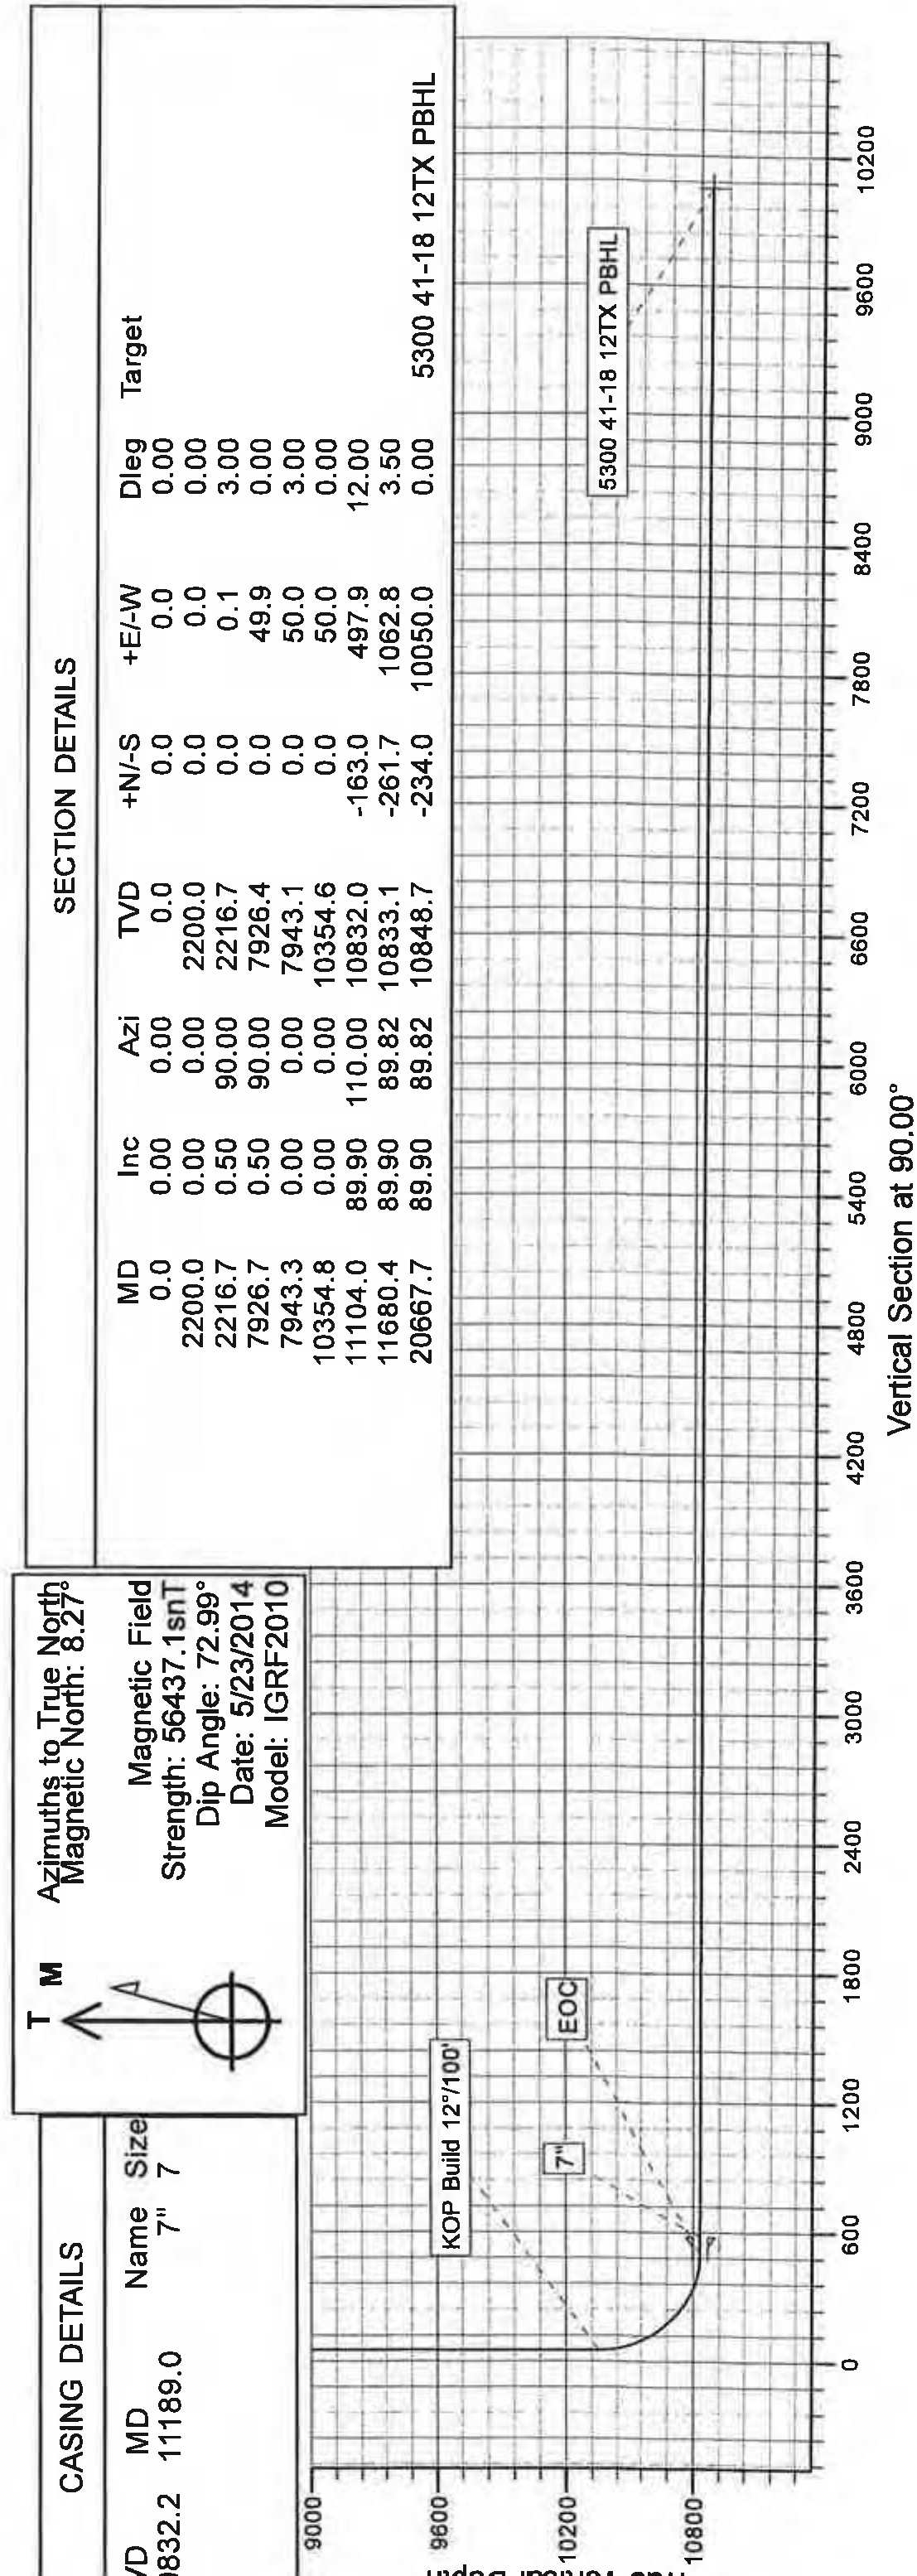 CASING DETAILS
MD Name Size
11189.0 7" 7
T M
Azimuths to True North
Magnetic North: 8.27°
Magnetic Field
Strength: 56437.1snT
Dip Angle: 72.99°
Date: 5/23/2014
Model: IGRF2010
SECTION DETAILS
MD Inc Azi TVD +N/-S +E/-W Dleg Target
0.0 0.00 0.00 0.0 0.0 0.0 0.00
2200.0 0.00 0.00 2200.0 0.0 0.0 0.00
2216.7 0.50 90.00 2216.7 0.0 0.1 3.00
7926.7 0.50 90.00 7926.4 0.0 49.9 0.00
7943.3 0.00 0.00 7943.1 0.0 50.0 3.00
10354.8 0.00 0.00 10354.6 0.0 50.0 0.00
11104.0 89.90 110.00 10832.0 -163.0 497.9 12.00
11680.4 89.90 89.82 10833.1 -261.7 1062.8 3.50
20667.7 89.90 89.82 10848.7 -234.0 10050.0 0.00 5300 41-18 12TX PBHL
9000
9600
10200
10800
KOP Build 12°/100'
7"
EOC
5300 41-18 12TX PBHL
0 600 1200 1800 2400 3000 3600 4200 4800 5400 6000 6600 7200 7800 8400 9000 9600 10200
Vertical Section at 90.00°